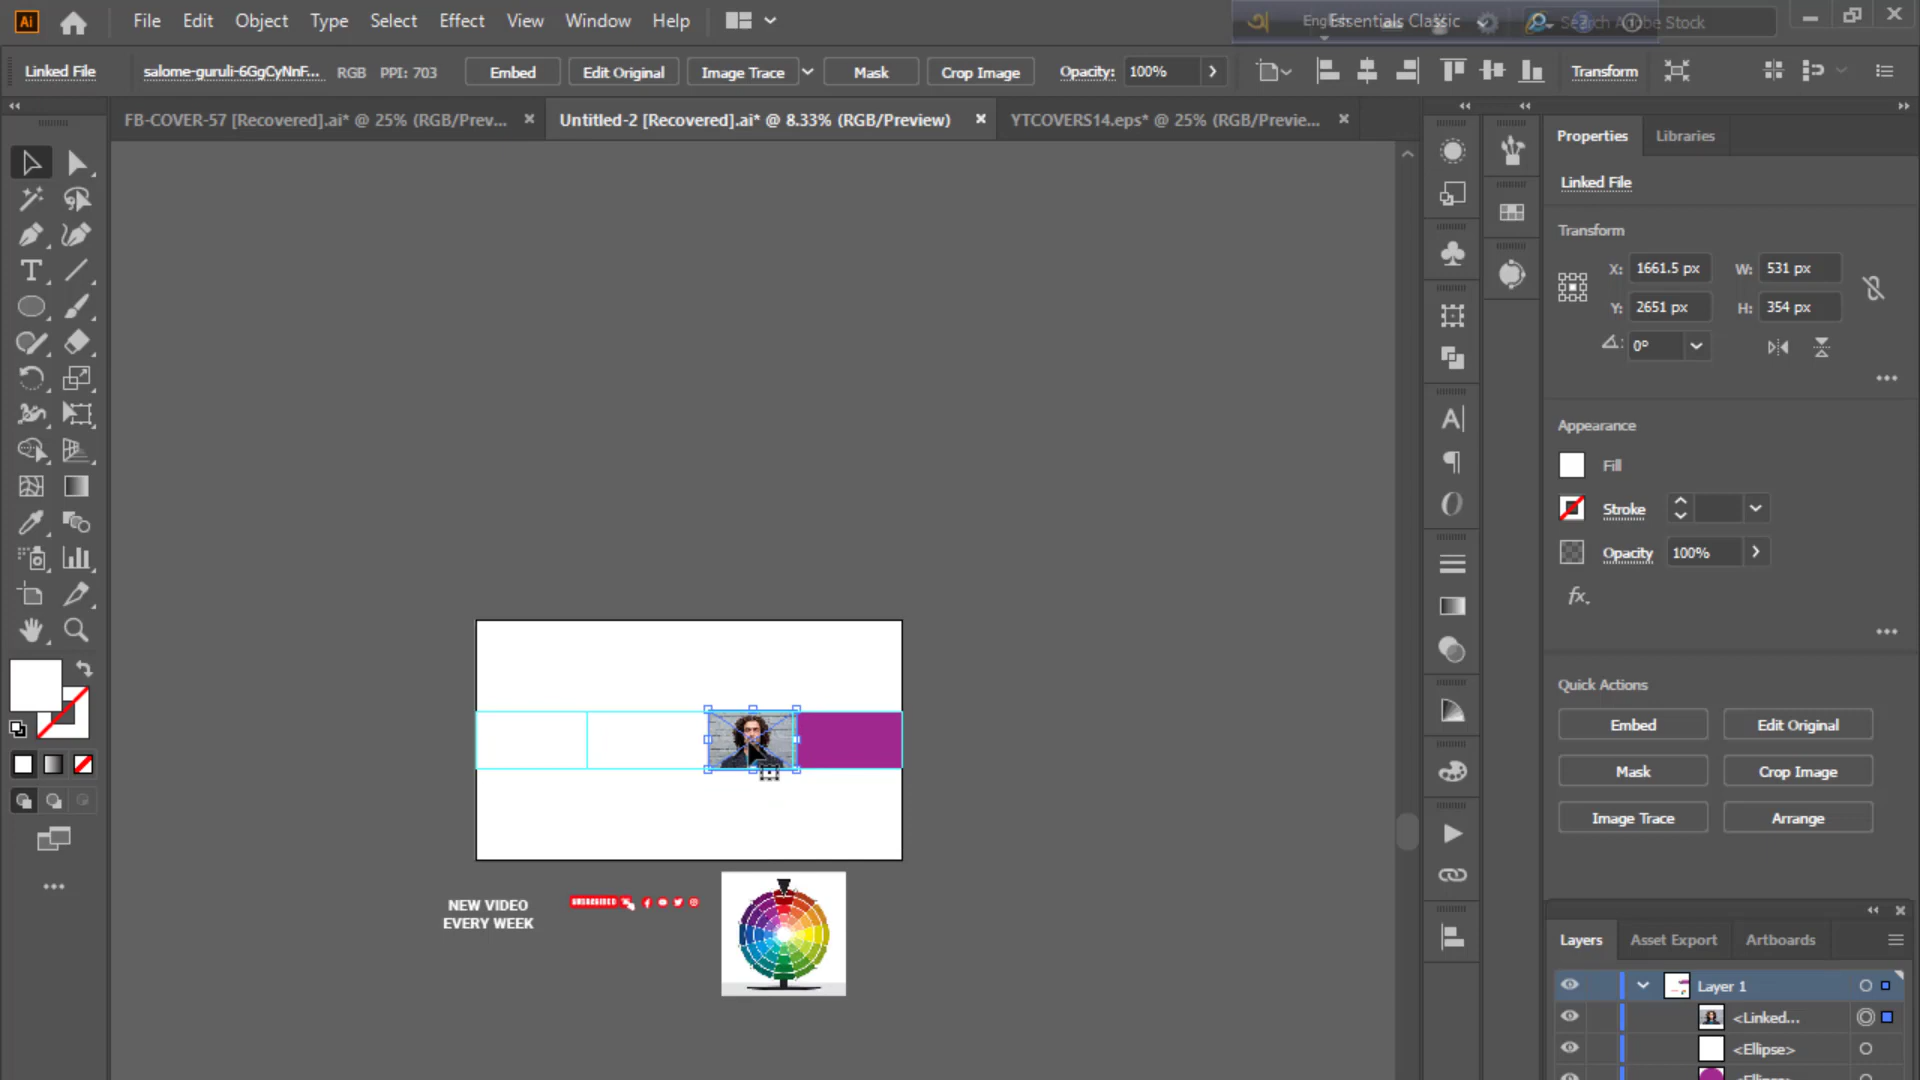 Ai File Edit Object Type Select Effect View Window Help
Essentials Classic
Linked File salome-guruli-6GgCyNnF... RGB PPI: 703 Embed Edit Original Image Trace Mask Crop Image Opacity: 100% Transform
FB-COVER-57 [Recovered].ai* @ 25% (RGB/Prev... × Untitled-2 [Recovered].ai* @ 8.33% (RGB/Preview) × YTCOVERS14.eps* @ 25% (RGB/Previe... ×
Properties Libraries
Linked File
Transform
X: 1661.5 px W: 531 px
Y: 2651 px H: 354 px
0°
Appearance
Fill
Stroke
Opacity 100%
fx
Quick Actions
Embed Edit Original
Mask Crop Image
Image Trace Arrange
NEW VIDEO
EVERY WEEK
Layers Asset Export Artboards
Layer 1
<Linked...
<Ellipse>